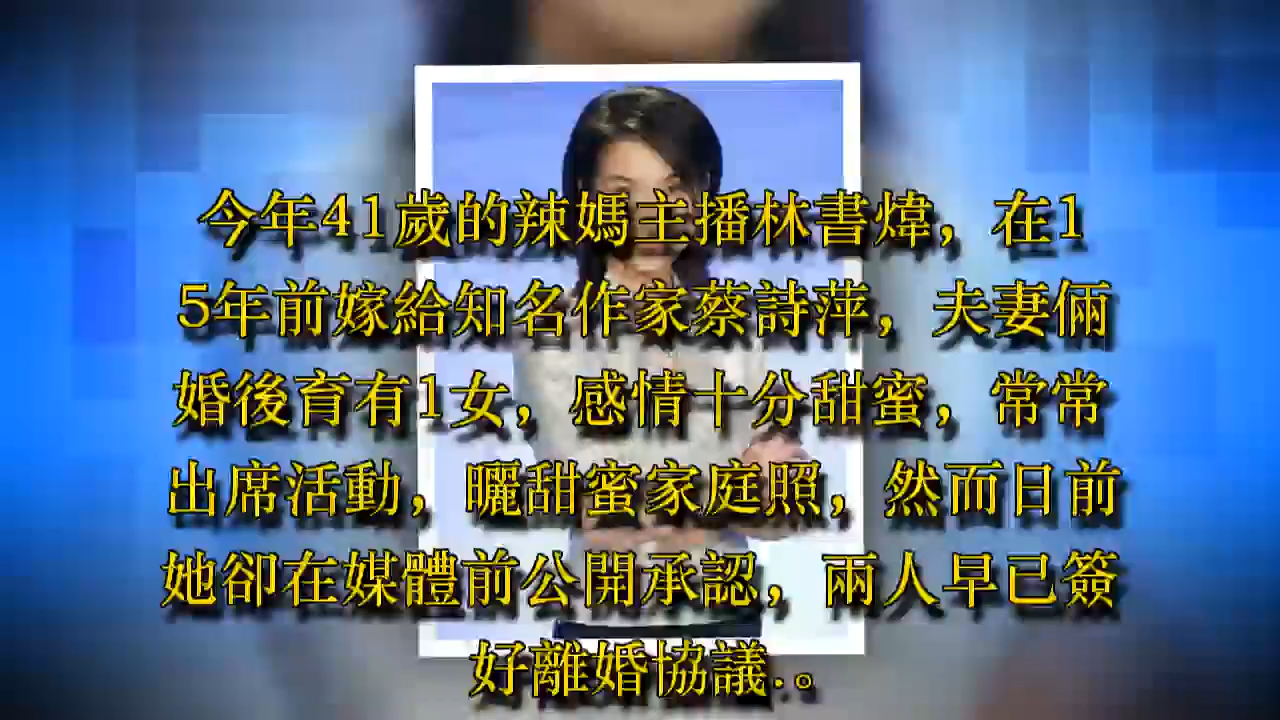 今年41歲的辣媽主播林書煒，在1
5年前嫁給知名作家蔡詩萍，夫妻倆
婚後育有1女，感情十分甜蜜，常常
出席活動，曬甜蜜家庭照，然而日前
她卻在媒體前公開承認，兩人早已簽
好離婚協議.。